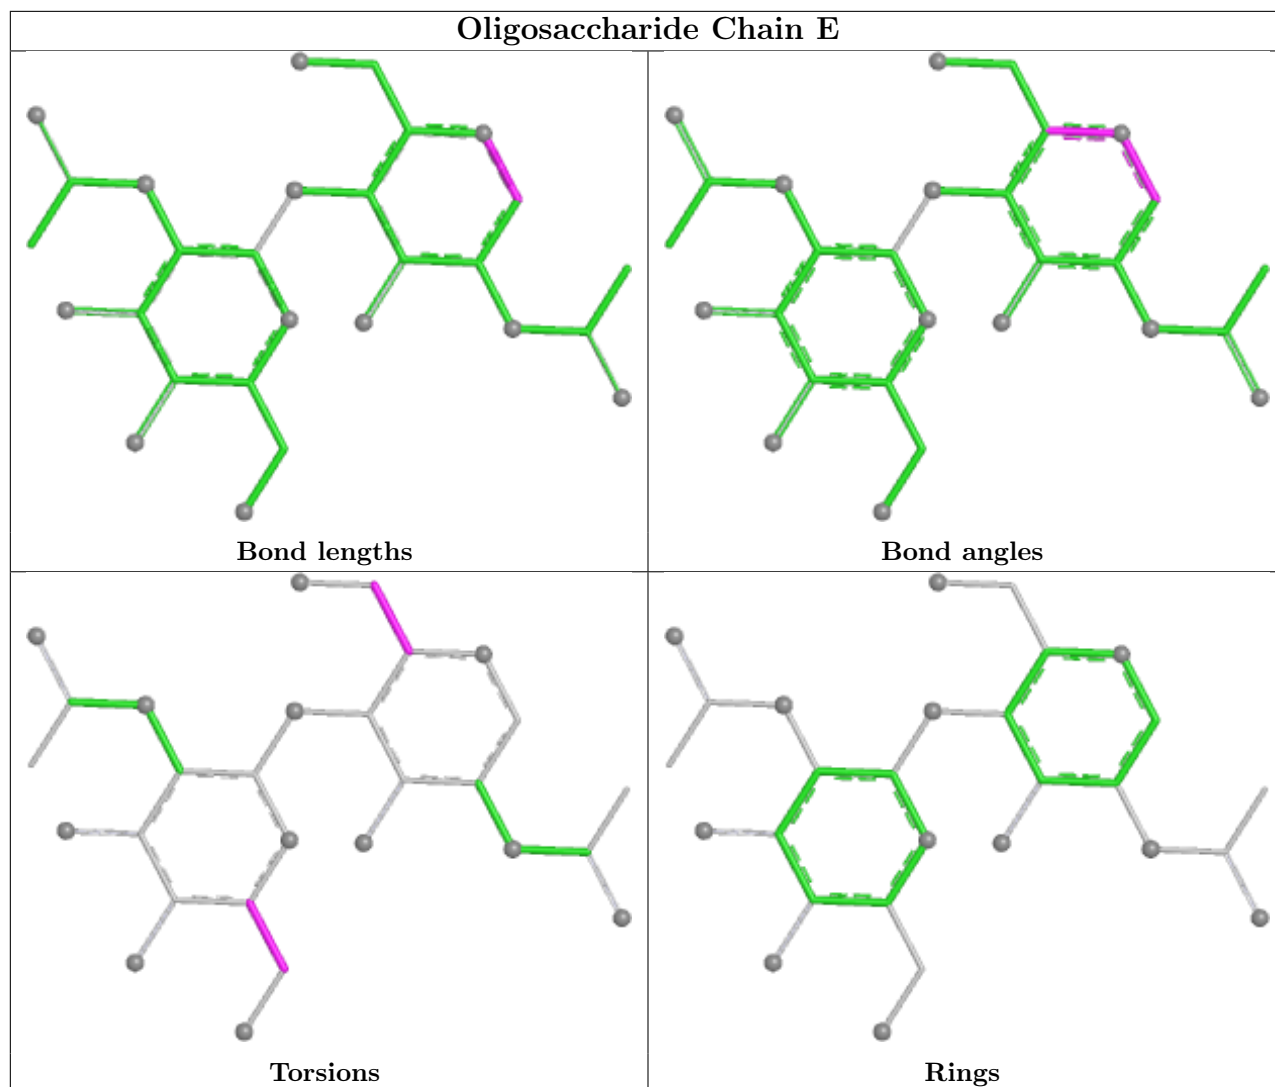 Oligosaccharide Chain E
Bond lengths
Bond angles
Torsions
Rings